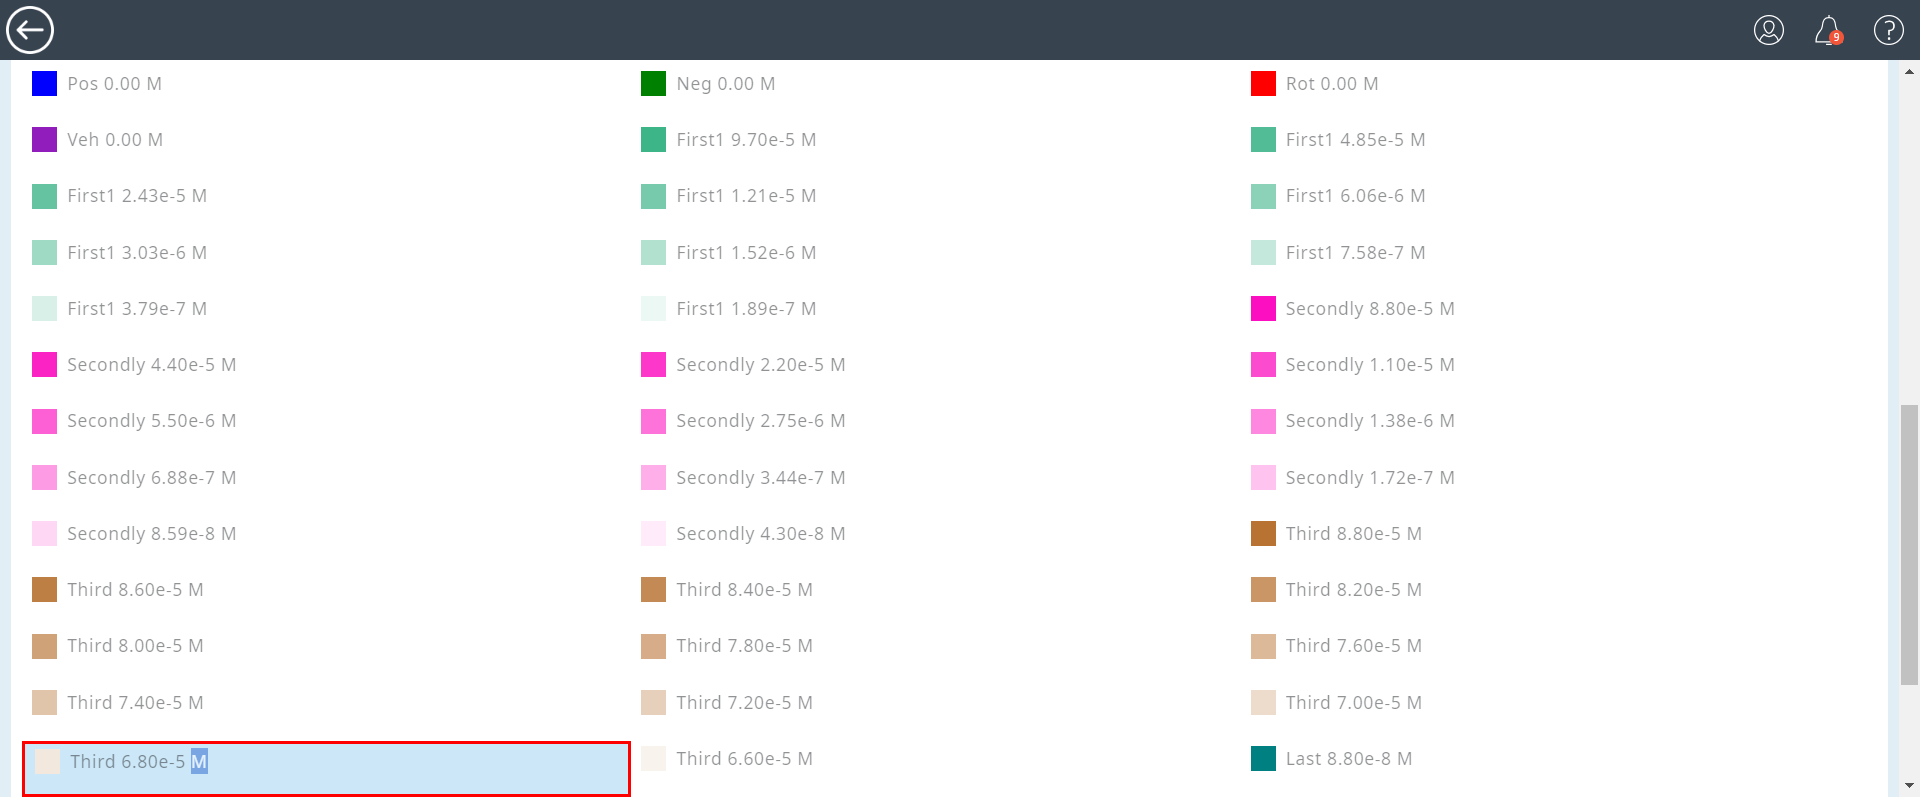 9
?
Pos 0.00 M
Neg 0.00 M
Rot 0.00 M
Veh 0.00 M
First1 9.70e-5 M
First1 4.85e-5 M
First1 2.43e-5 M
First1 1.21e-5 M
First1 6.06e-6 M
First1 3.03e-6 M
First1 1.52e-6 M
First1 7.58e-7 M
First1 3.79e-7 M
First1 1.89e-7 M
Secondly 8.80e-5 M
Secondly 4.40e-5 M
Secondly 2.20e-5 M
Secondly 1.10e-5 M
Secondly 5.50e-6 M
Secondly 2.75e-6 M
Secondly 1.38e-6 M
Secondly 6.88e-7 M
Secondly 3.44e-7 M
Secondly 1.72e-7 M
Secondly 8.59e-8 M
Secondly 4.30e-8 M
Third 8.80e-5 M
Third 8.60e-5 M
Third 8.40e-5 M
Third 8.20e-5 M
Third 8.00e-5 M
Third 7.80e-5 M
Third 7.60e-5 M
Third 7.40e-5 M
Third 7.20e-5 M
Third 7.00e-5 M
Third 6.80e-5 M
Third 6.60e-5 M
Last 8.80e-8 M